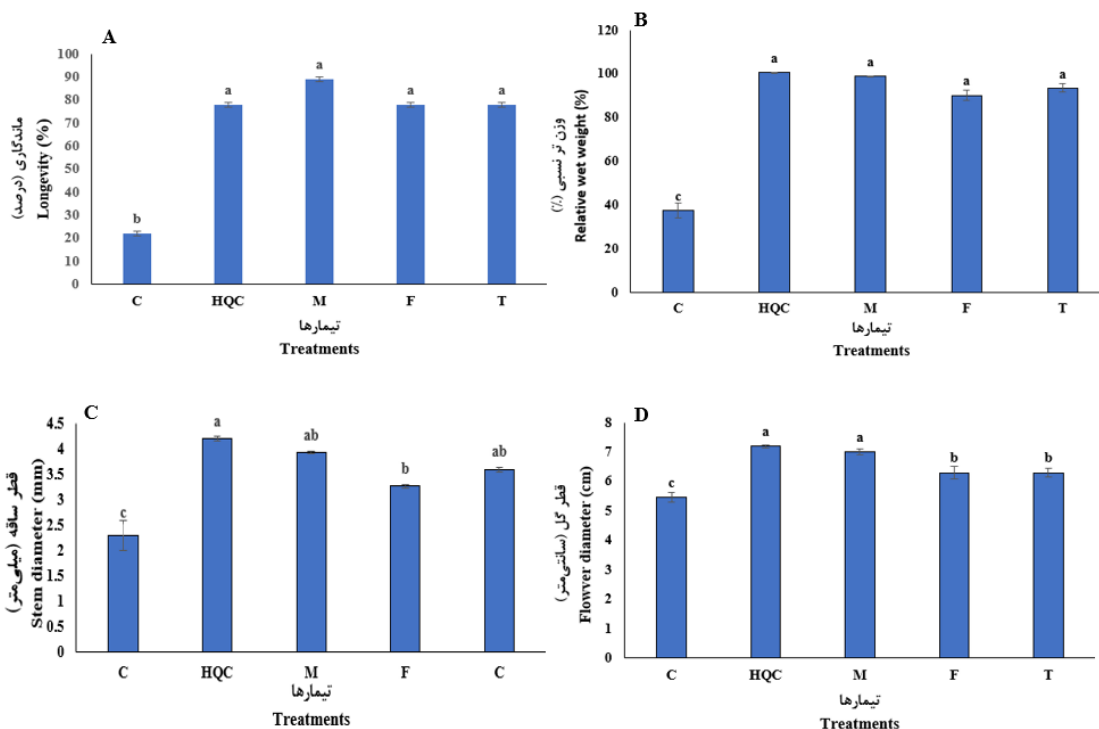 A
100
90
80
70
60
50
40
30
20
10
0
ماندگاری (درصد)
Longevity (%)
b
a
a
a
a
C HQC M F T
تیمارها
Treatments
B
120
100
80
60
40
20
0
وزن تر نسبی (٪)
Relative wet weight (%)
c
a
a
a
a
C HQC M F T
تیمارها
Treatments
C
4.5
4
3.5
3
2.5
2
1.5
1
0.5
0
قطر ساقه (میلی‌متر)
Stem diameter (mm)
c
a
ab
b
ab
C HQC M F C
تیمارها
Treatments
D
8
7
6
5
4
3
2
1
0
قطر گل (سانتی‌متر)
Flowver diameter (cm)
c
a
a
b
b
C HQC M F T
تیمارها
Treatments